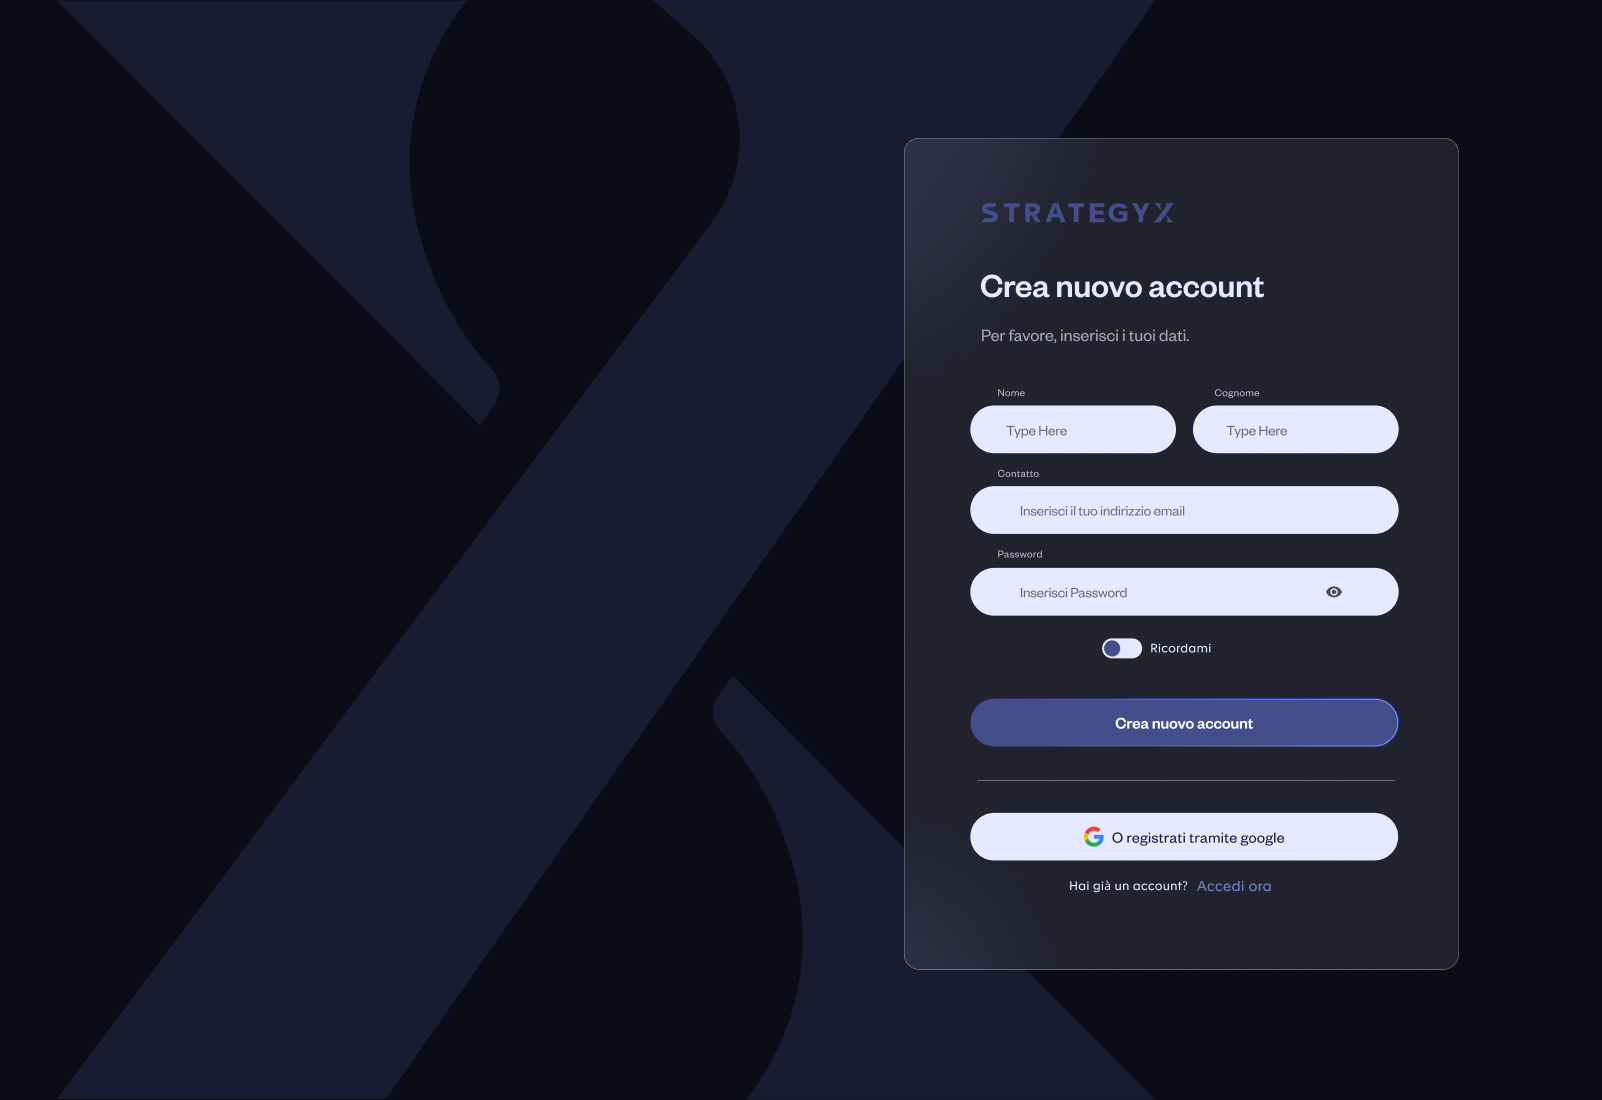 STRATEGYX
Crea nuovo account
Per favore, inserisci i tuoi dati.
Nome Cognome
Type Here Type Here
Contatto
Inserisci il tuo indirizzio email
Password
Inserisci Password
Ricordami
Crea nuovo account
O registrati tramite google
Hai già un account? Accedi ora